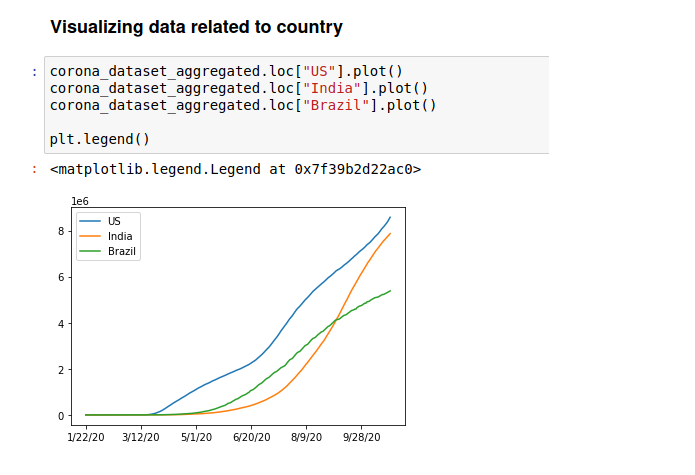 Visualizing data related to country
: corona_dataset_aggregated.loc["US"].plot()
corona_dataset_aggregated.loc["India"].plot()
corona_dataset_aggregated.loc["Brazil"].plot()
plt.legend()
: <matplotlib.legend.Legend at 0x7f39b2d22ac0>
1e6
US
India
Brazil
8
6
4
2
0
1/22/20 3/12/20 5/1/20 6/20/20 8/9/20 9/28/20